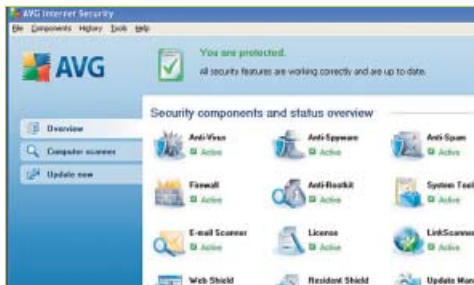 AVG Internet Security
File Components History Tools Help
AVG
You are protected.
All security features are working correctly and are up to date.
Security components and status overview
Overview
Computer scanner
Update now
Anti-Virus
Active
Anti-Spyware
Active
Anti-Spam
Active
Firewall
Active
Anti-Rootkit
Active
System Tool
Active
E-mail Scanner
Active
License
Active
LinkScanner
Active
Web Shield
Resident Shield
Update Man